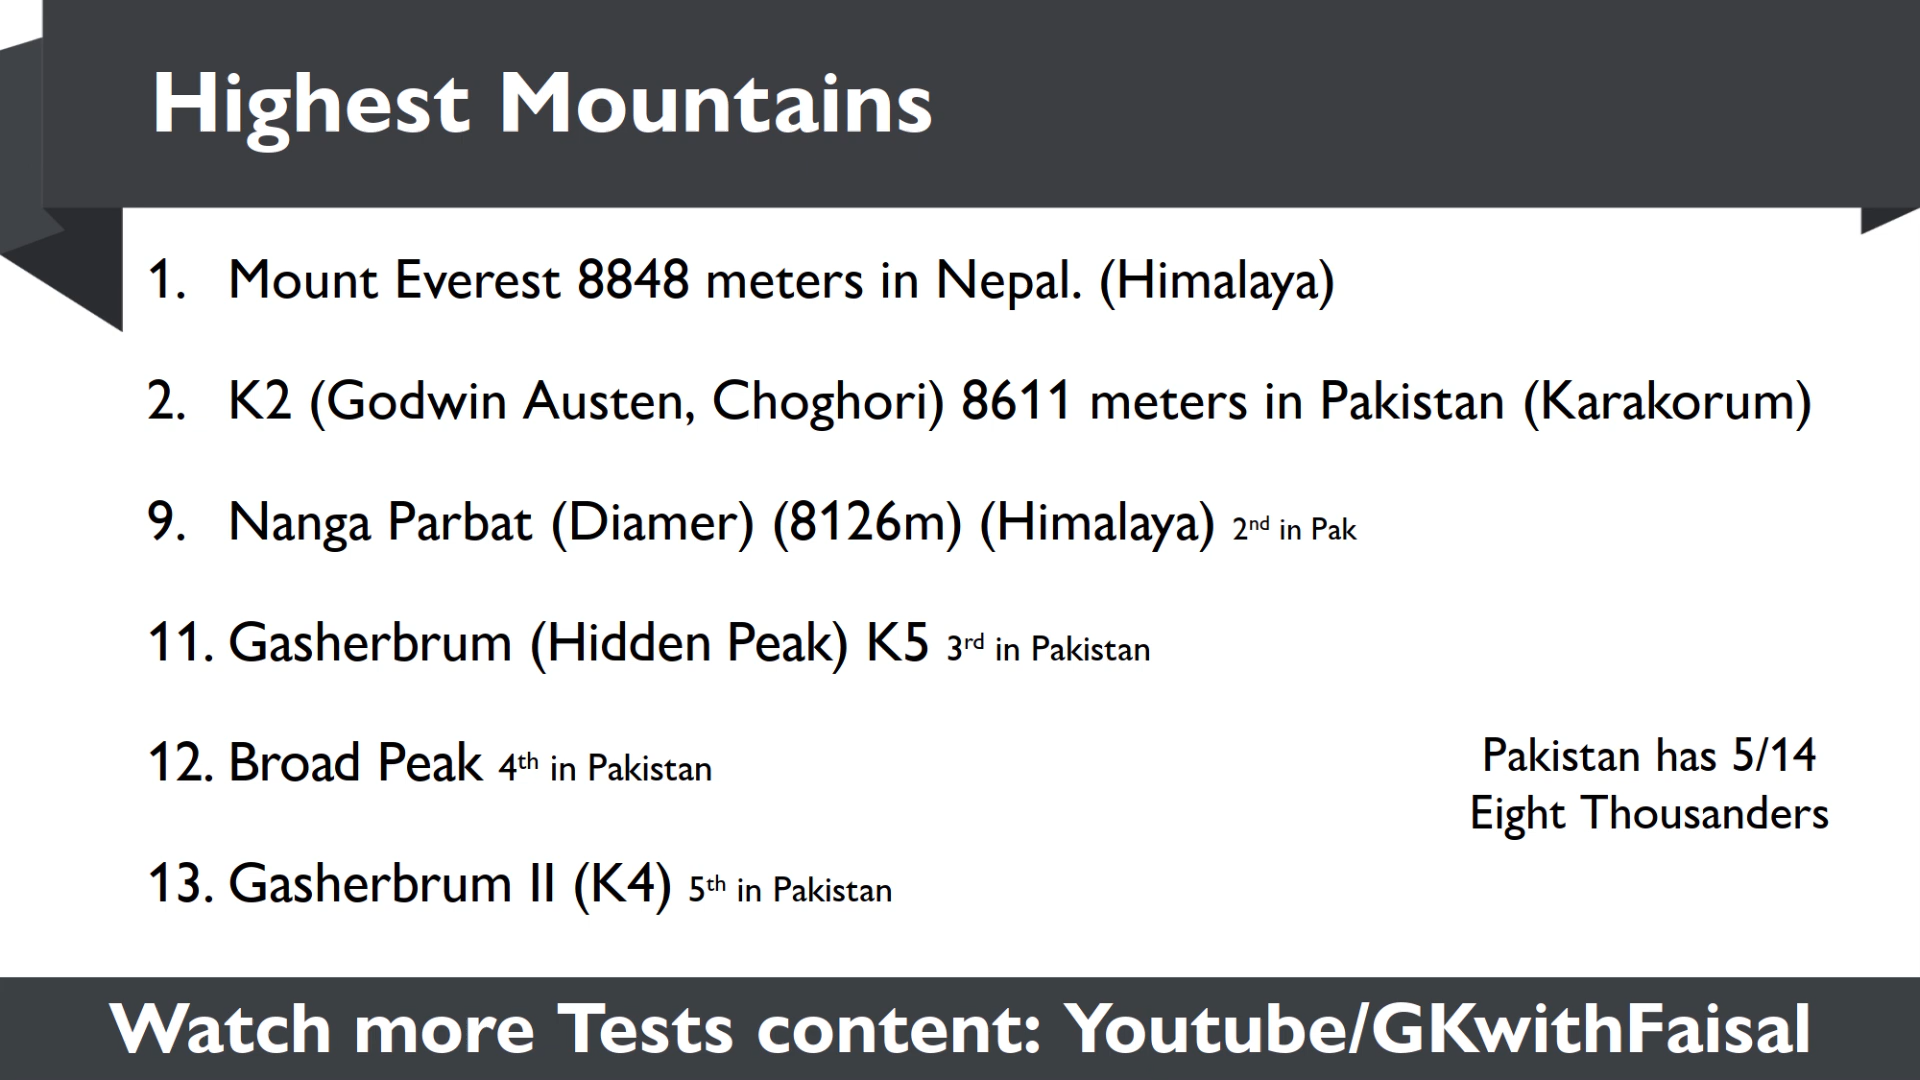 Highest Mountains
1. Mount Everest 8848 meters in Nepal. (Himalaya)
2. K2 (Godwin Austen, Choghori) 8611 meters in Pakistan (Karakorum)
9. Nanga Parbat (Diamer) (8126m) (Himalaya) 2nd in Pak
11. Gasherbrum (Hidden Peak) K5 3rd in Pakistan
12. Broad Peak 4th in Pakistan
13. Gasherbrum II (K4) 5th in Pakistan
Pakistan has 5/14
Eight Thousanders
Watch more Tests content: Youtube/GKwithFaisal